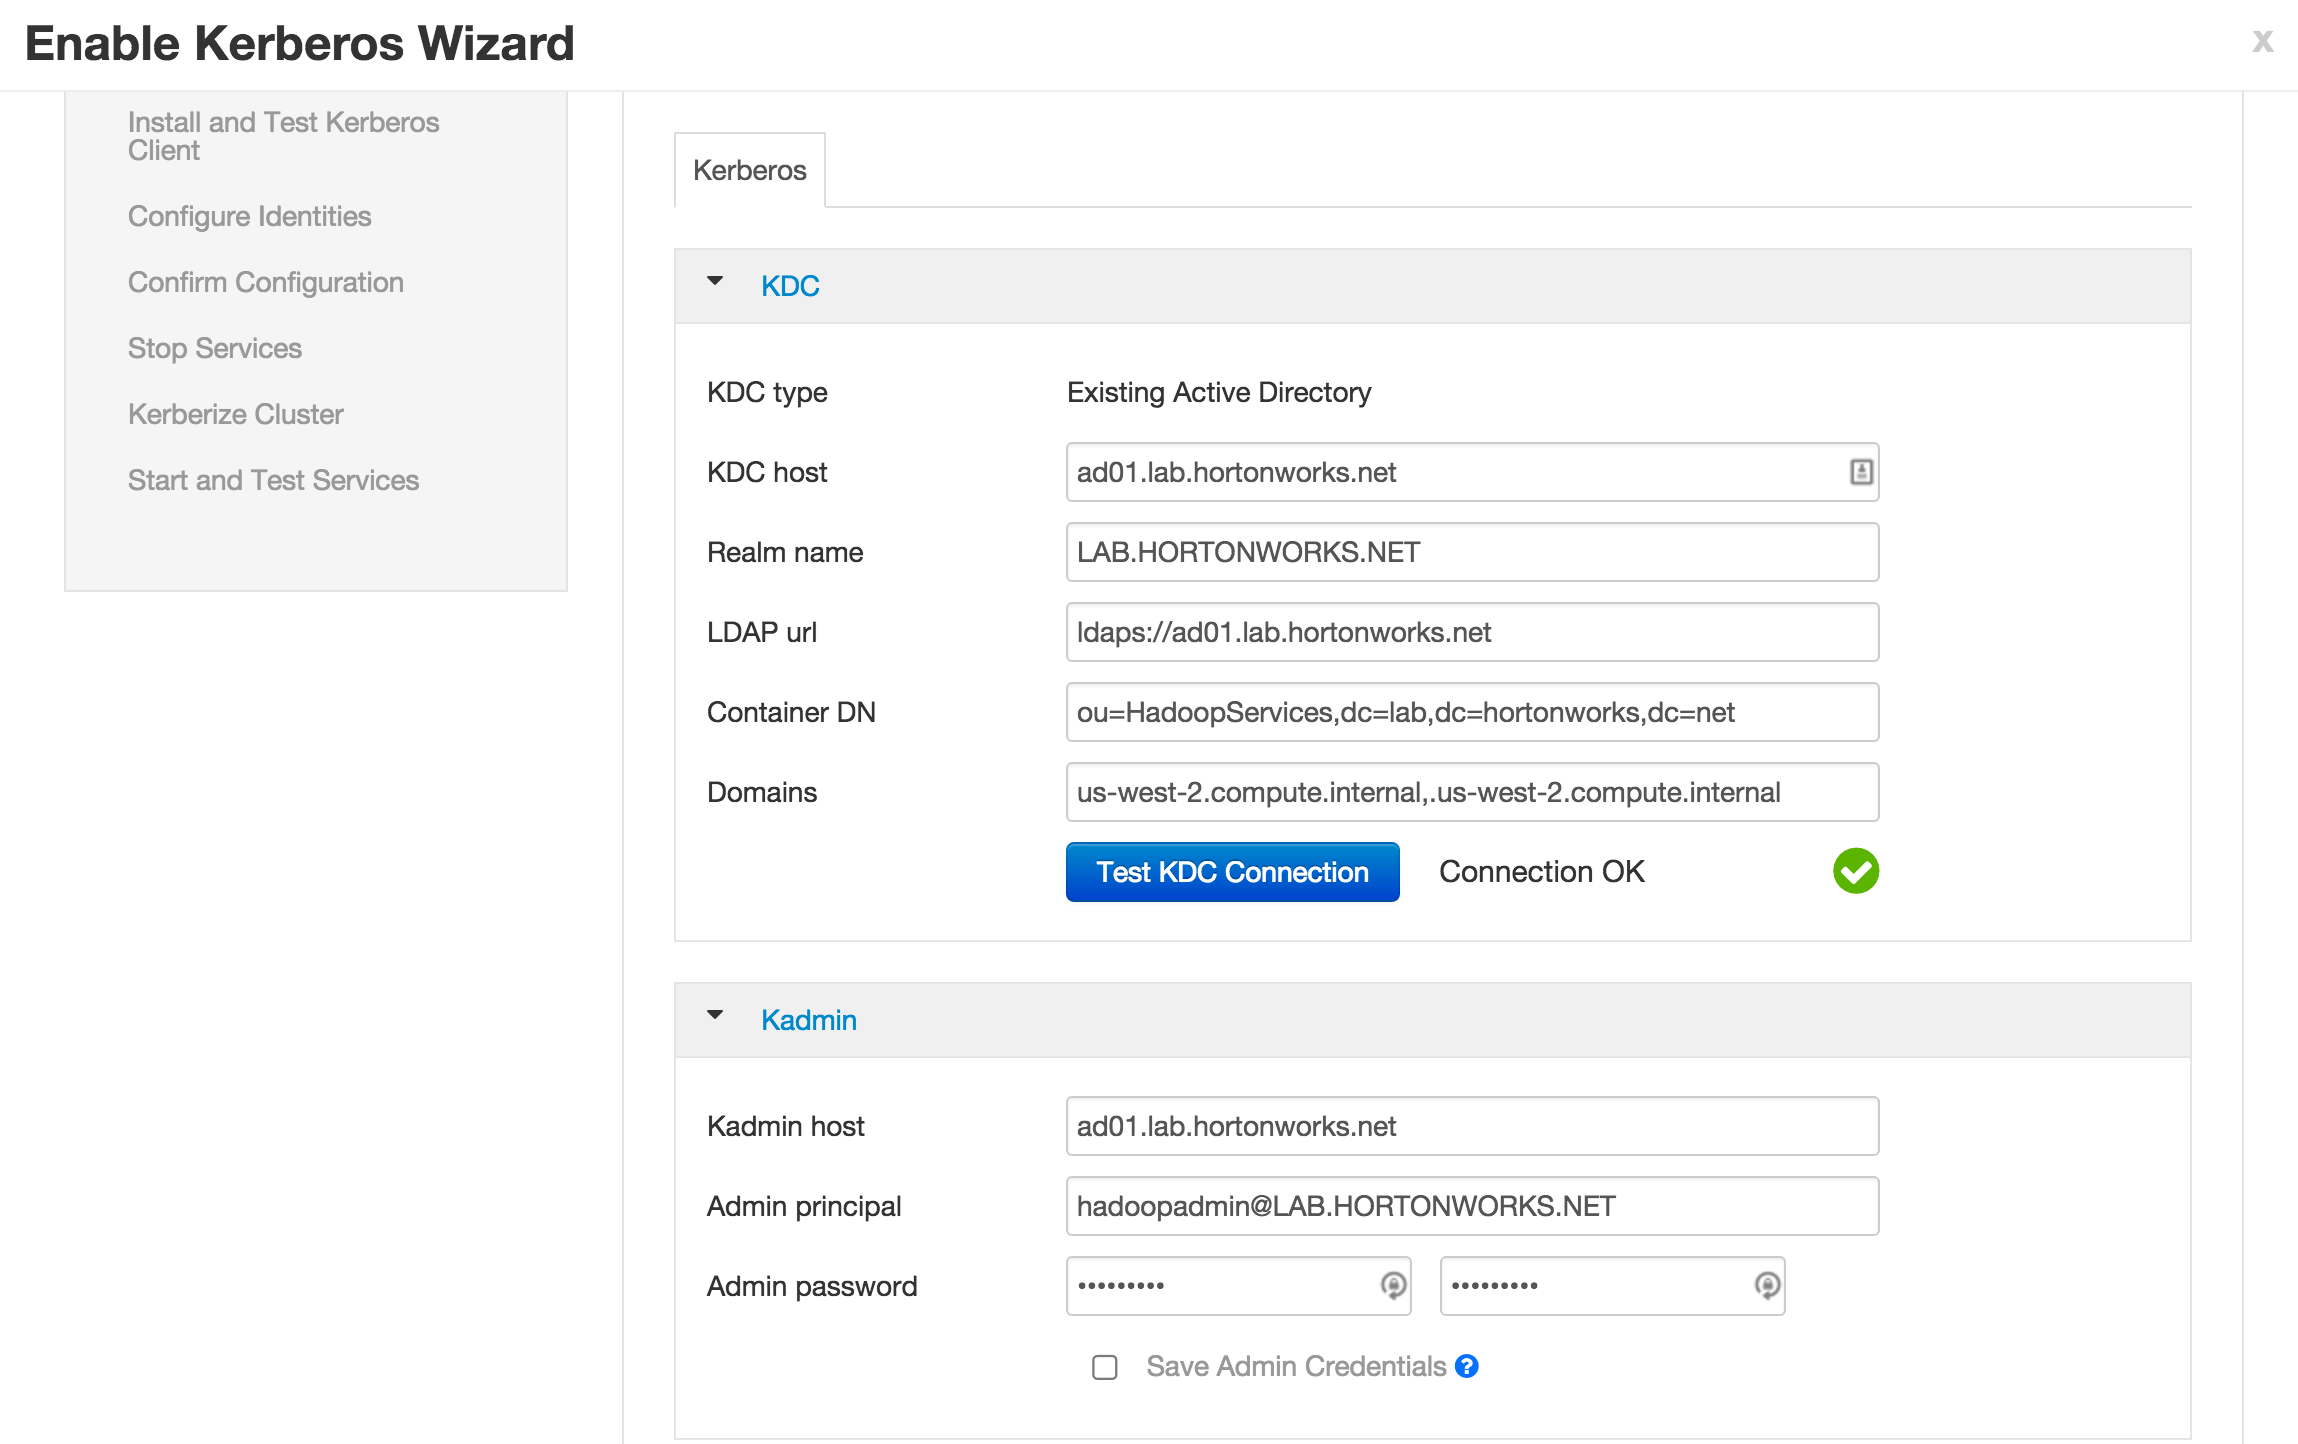 Enable Kerberos Wizard
x
Install and Test Kerberos
Client
Configure Identities
Confirm Configuration
Stop Services
Kerberize Cluster
Start and Test Services
Kerberos
KDC
KDC type Existing Active Directory
KDC host ad01.lab.hortonworks.net
Realm name LAB.HORTONWORKS.NET
LDAP url ldaps://ad01.lab.hortonworks.net
Container DN ou=HadoopServices,dc=lab,dc=hortonworks,dc=net
Domains us-west-2.compute.internal,.us-west-2.compute.internal
Test KDC Connection Connection OK
Kadmin
Kadmin host ad01.lab.hortonworks.net
Admin principal hadoopadmin@LAB.HORTONWORKS.NET
Admin password ••••••••• •••••••••
Save Admin Credentials ?